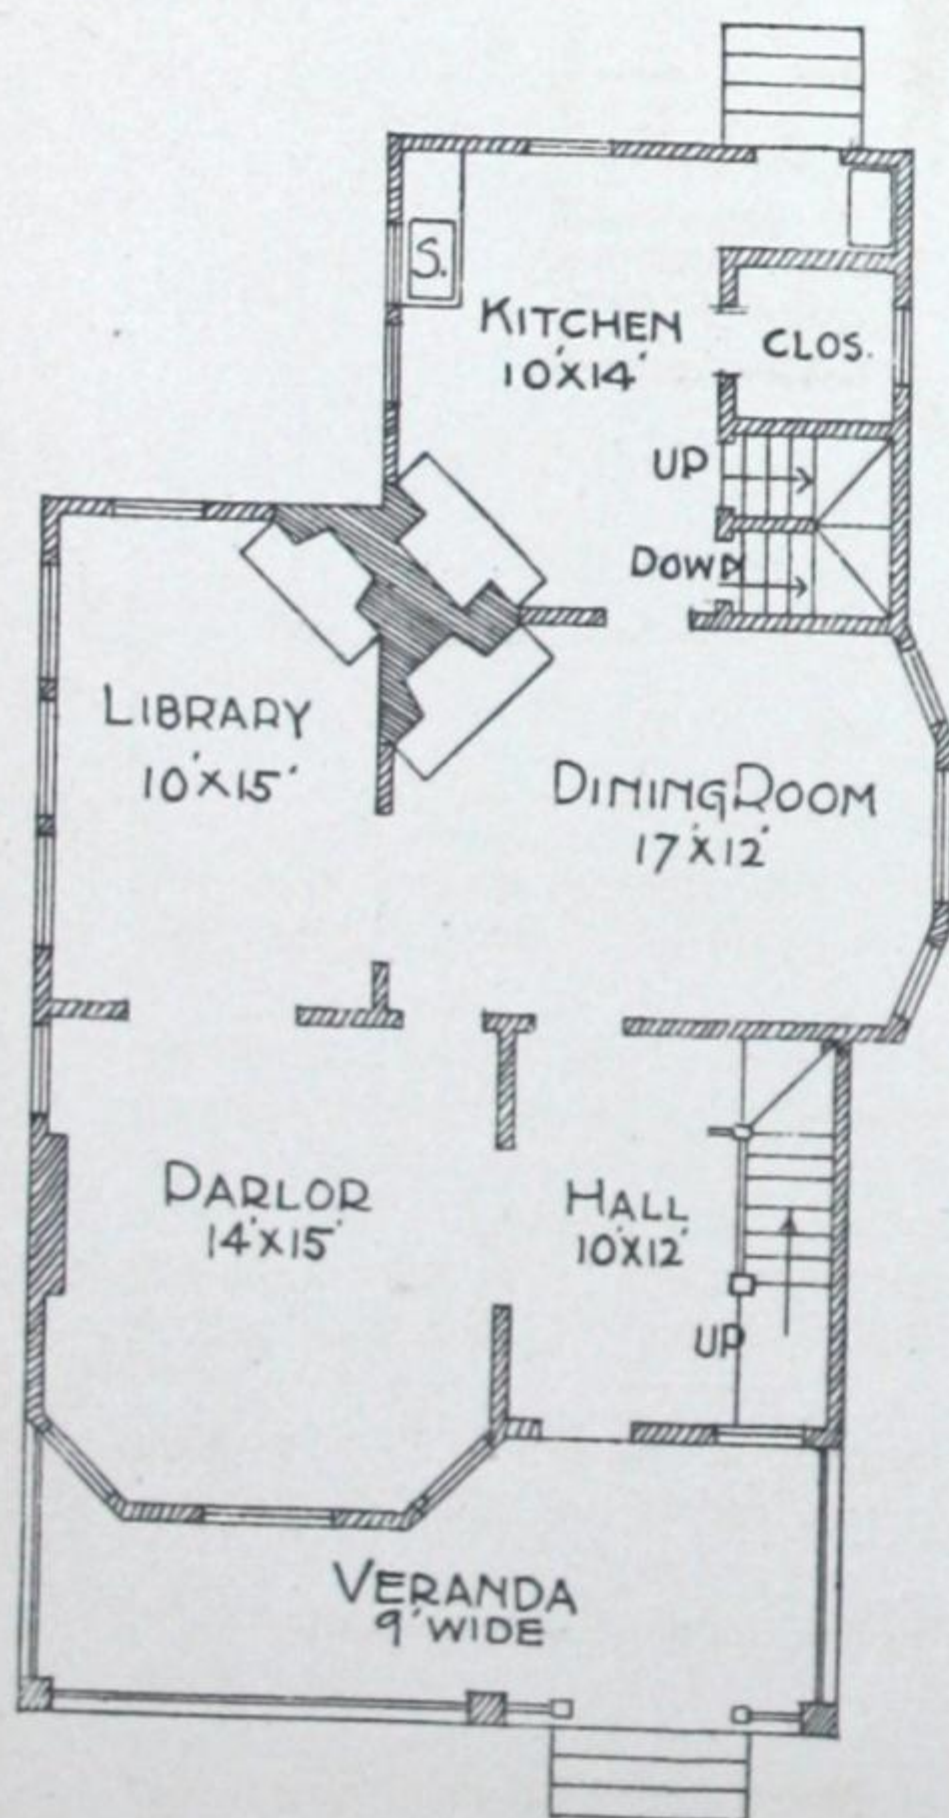 S.
KITCHEN
10'X14'
CLOS.
UP
DOWN
LIBRARY
10'X15'
DINING ROOM
17'X12'
PARLOR
14'X15'
HALL
10'X12'
UP
VERANDA
9' WIDE